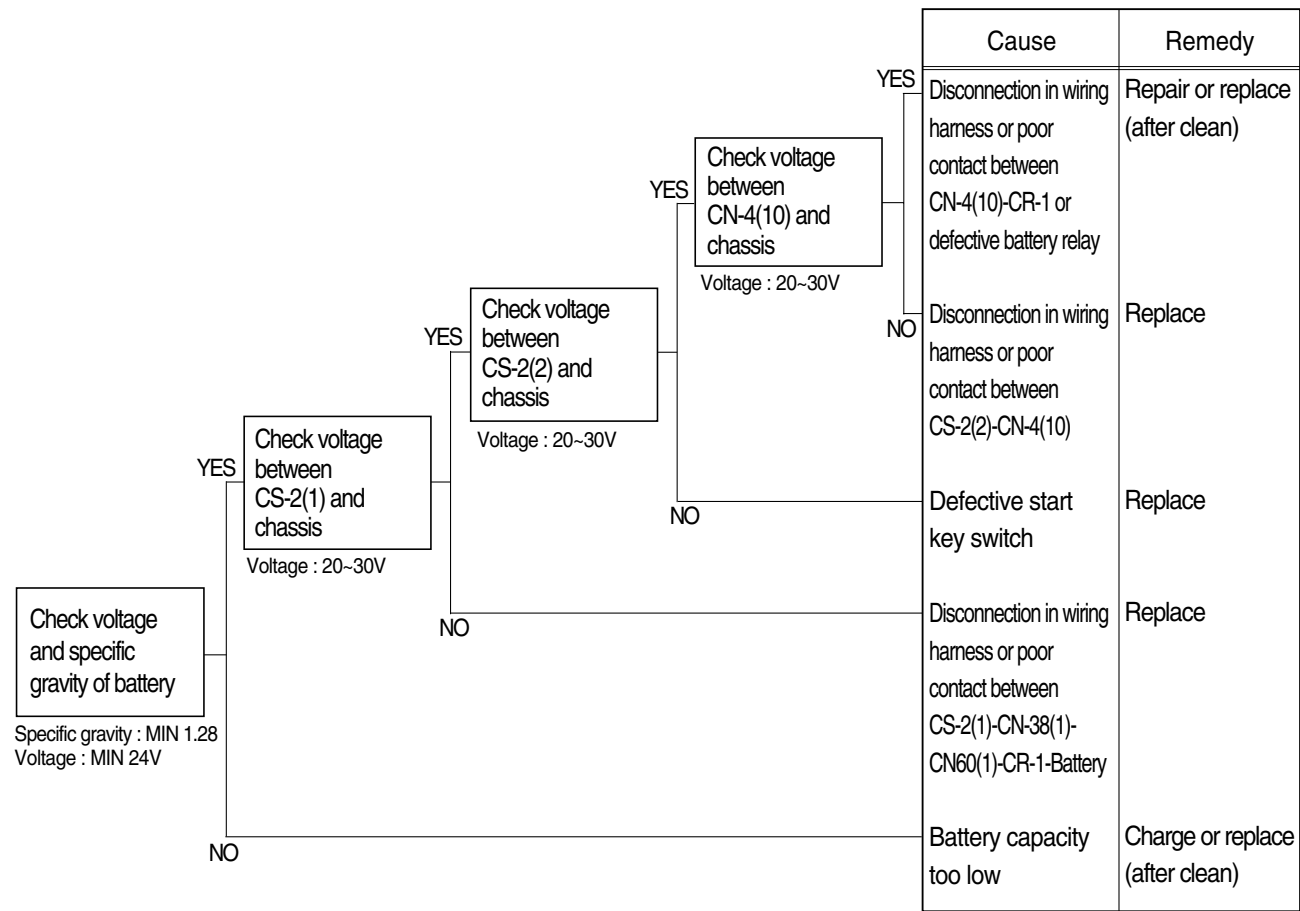 Cause
Remedy
YES
Disconnection in wiring
harness or poor
contact between
CN-4(10)-CR-1 or
defective battery relay
Repair or replace
(after clean)
Check voltage
between
CN-4(10) and
chassis
Voltage : 20~30V
YES
NO
Disconnection in wiring
harness or poor
contact between
CS-2(2)-CN-4(10)
Replace
Check voltage
between
CS-2(2) and
chassis
Voltage : 20~30V
YES
NO
Defective start
key switch
Replace
Check voltage
between
CS-2(1) and
chassis
Voltage : 20~30V
YES
NO
Disconnection in wiring
harness or poor
contact between
CS-2(1)-CN-38(1)-
CN60(1)-CR-1-Battery
Replace
Check voltage
and specific
gravity of battery
Specific gravity : MIN 1.28
Voltage : MIN 24V
NO
Battery capacity
too low
Charge or replace
(after clean)